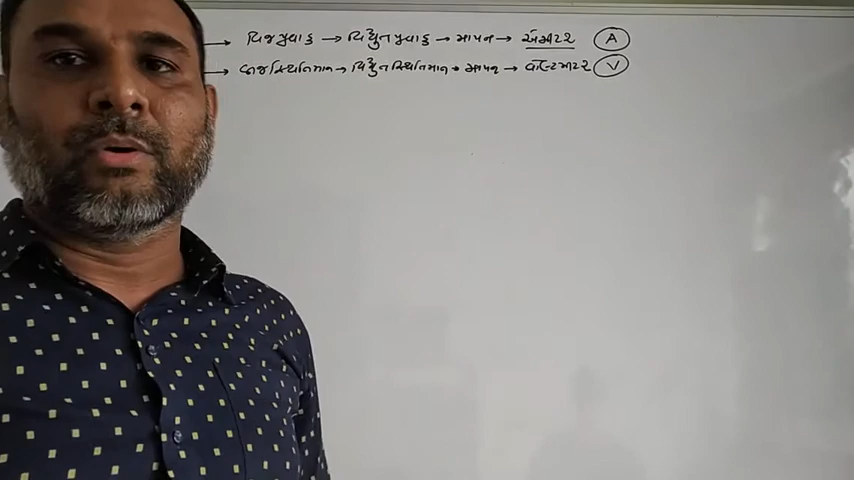 → વિજપ્રવાહ → વિદ્યુતપ્રવાહ → માપન → એમીટર A
→ વીજસ્થિતિમાન → વિદ્યુતસ્થિતિમાન → માપન → વોલ્ટમીટર V